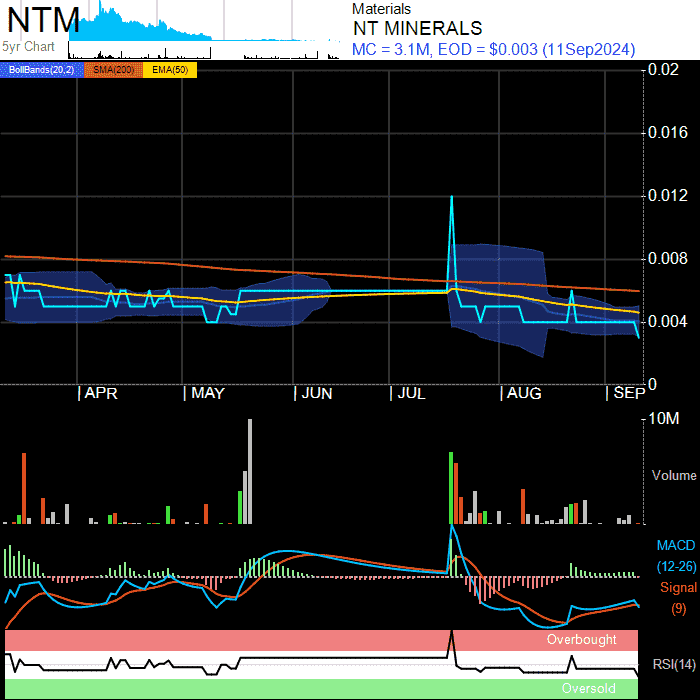 NTM
5yr Chart
Materials
NT MINERALS
MC = 3.1M, EOD = $0.003 (11Sep2024)
BollBands(20,2) SMA(200) EMA(50)
0.02
0.016
0.012
0.008
0.004
0
APR MAY JUN JUL AUG SEP
10M
Volume
MACD
(12-26)
Signal
(9)
Overbought
RSI(14)
Oversold